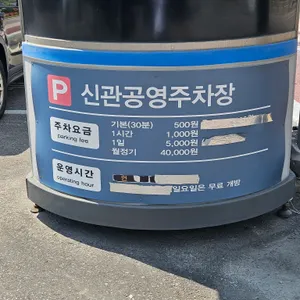 P 신관공영주차장
주차요금 parking fee
기본(30분) 500원
1시간 1,000원
1일 5,000원
월정기 40,000원
운영시간 operating hour
일요일은 무료 개방